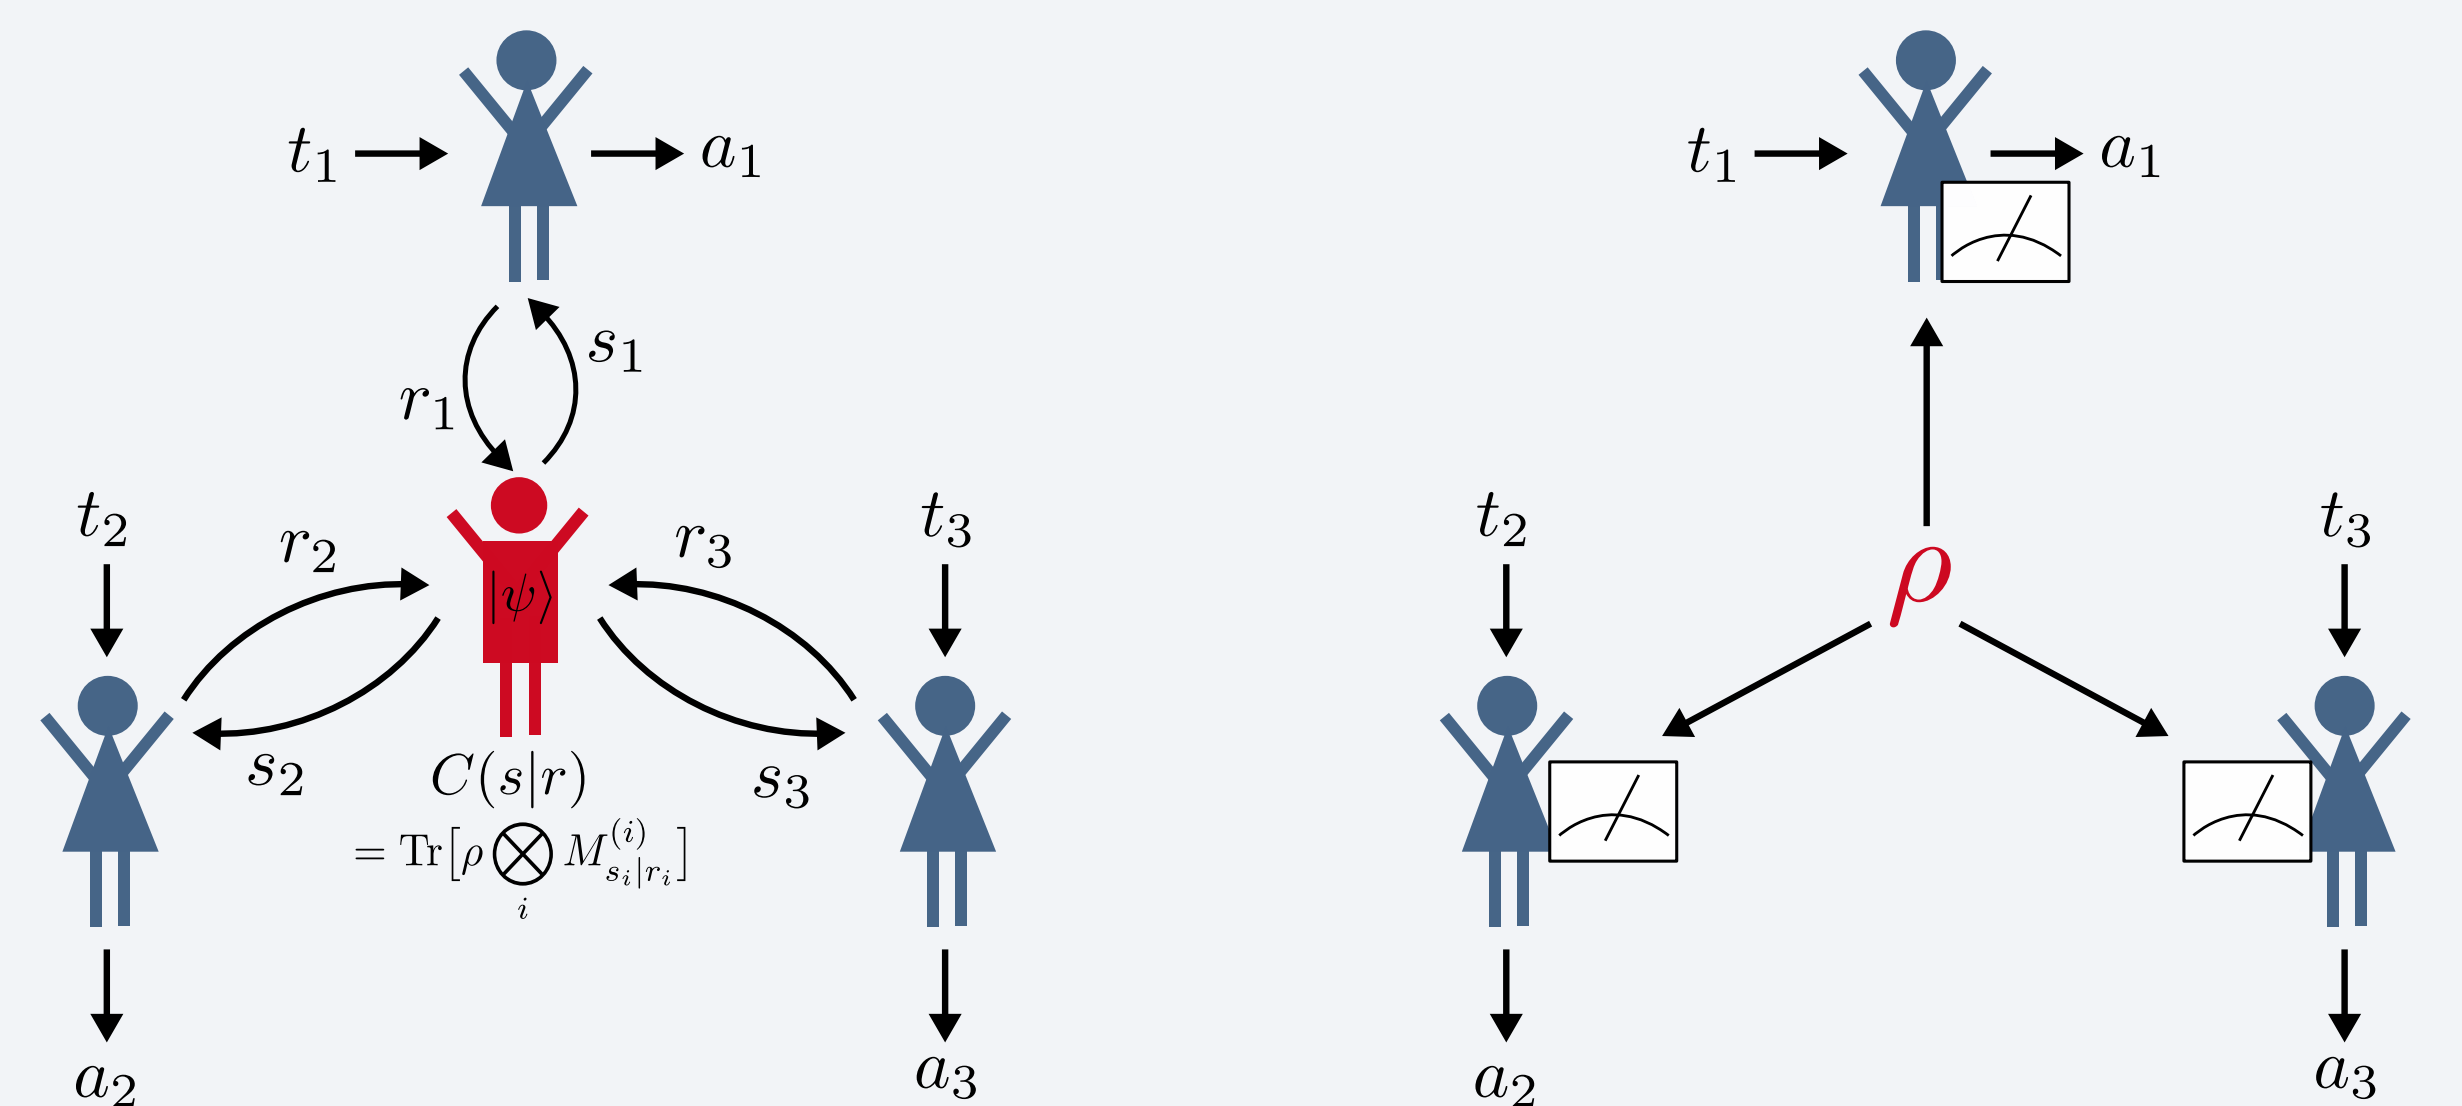 t₁ a₁
s₁
r₁
t₂ r₂ r₃ t₃
|ψ⟩
s₂ s₃
C(s|r)
= Tr[ρ ⨂ᵢ M⁽ⁱ⁾_{sᵢ|rᵢ}]
a₂ a₃
t₁ a₁
t₂ ρ t₃
a₂ a₃